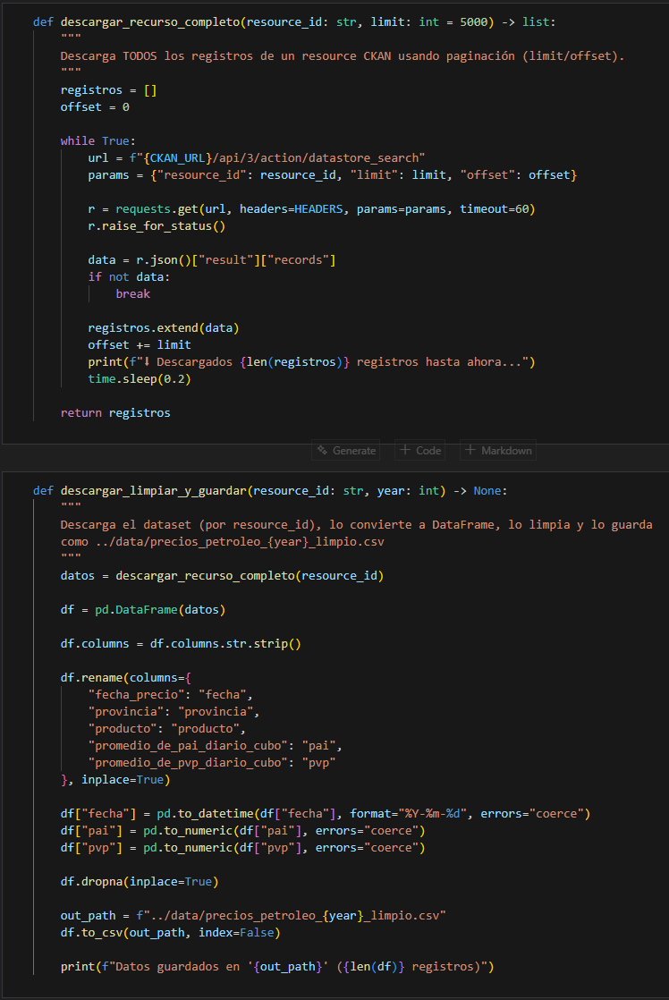 def descargar_recurso_completo(resource_id: str, limit: int = 5000) -> list:
    """
    Descarga TODOS los registros de un resource CKAN usando paginación (limit/offset).
    """
    registros = []
    offset = 0

    while True:
        url = f"{CKAN_URL}/api/3/action/datastore_search"
        params = {"resource_id": resource_id, "limit": limit, "offset": offset}

        r = requests.get(url, headers=HEADERS, params=params, timeout=60)
        r.raise_for_status()

        data = r.json()["result"]["records"]
        if not data:
            break

        registros.extend(data)
        offset += limit
        print(f"⬇ Descargados {len(registros)} registros hasta ahora...")
        time.sleep(0.2)

    return registros

Generate + Code + Markdown

def descargar_limpiar_y_guardar(resource_id: str, year: int) -> None:
    """
    Descarga el dataset (por resource_id), lo convierte a DataFrame, lo limpia y lo guarda
    como ../data/precios_petroleo_{year}_limpio.csv
    """
    datos = descargar_recurso_completo(resource_id)

    df = pd.DataFrame(datos)

    df.columns = df.columns.str.strip()

    df.rename(columns={
        "fecha_precio": "fecha",
        "provincia": "provincia",
        "producto": "producto",
        "promedio_de_pai_diario_cubo": "pai",
        "promedio_de_pvp_diario_cubo": "pvp"
    }, inplace=True)

    df["fecha"] = pd.to_datetime(df["fecha"], format="%Y-%m-%d", errors="coerce")
    df["pai"] = pd.to_numeric(df["pai"], errors="coerce")
    df["pvp"] = pd.to_numeric(df["pvp"], errors="coerce")

    df.dropna(inplace=True)

    out_path = f"../data/precios_petroleo_{year}_limpio.csv"
    df.to_csv(out_path, index=False)

    print(f"Datos guardados en '{out_path}' ({len(df)} registros)")